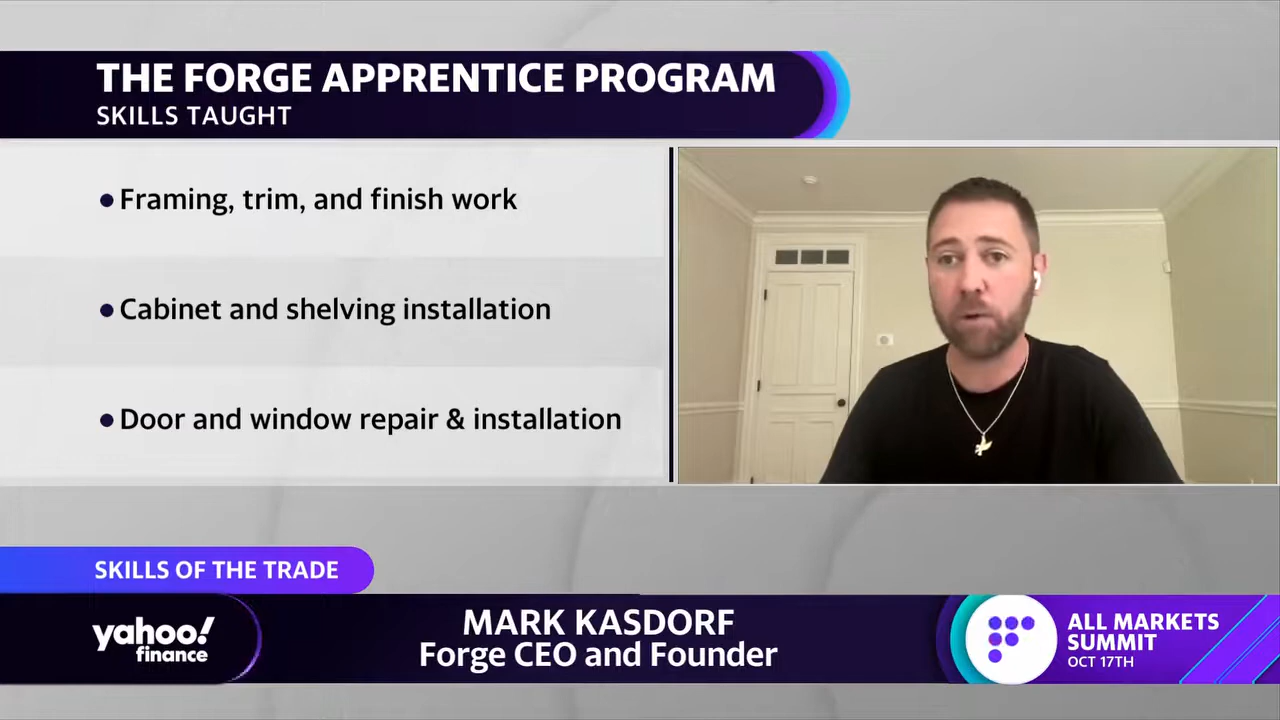 THE FORGE APPRENTICE PROGRAM
SKILLS TAUGHT
• Framing, trim, and finish work
• Cabinet and shelving installation
• Door and window repair & installation
SKILLS OF THE TRADE
yahoo!
finance
MARK KASDORF
Forge CEO and Founder
ALL MARKETS
SUMMIT
OCT 17TH